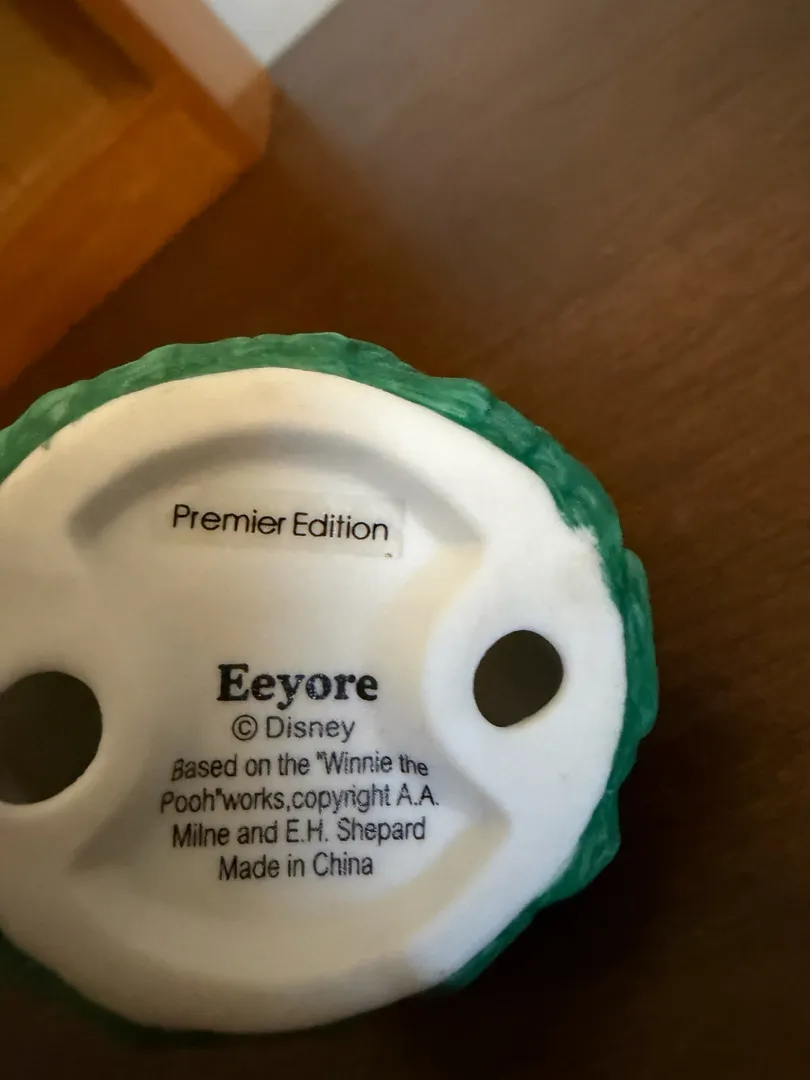 Premier Edition
Eeyore
© Disney
Based on the "Winnie the
Pooh"works,copyright A.A.
Milne and E.H. Shepard
Made in China